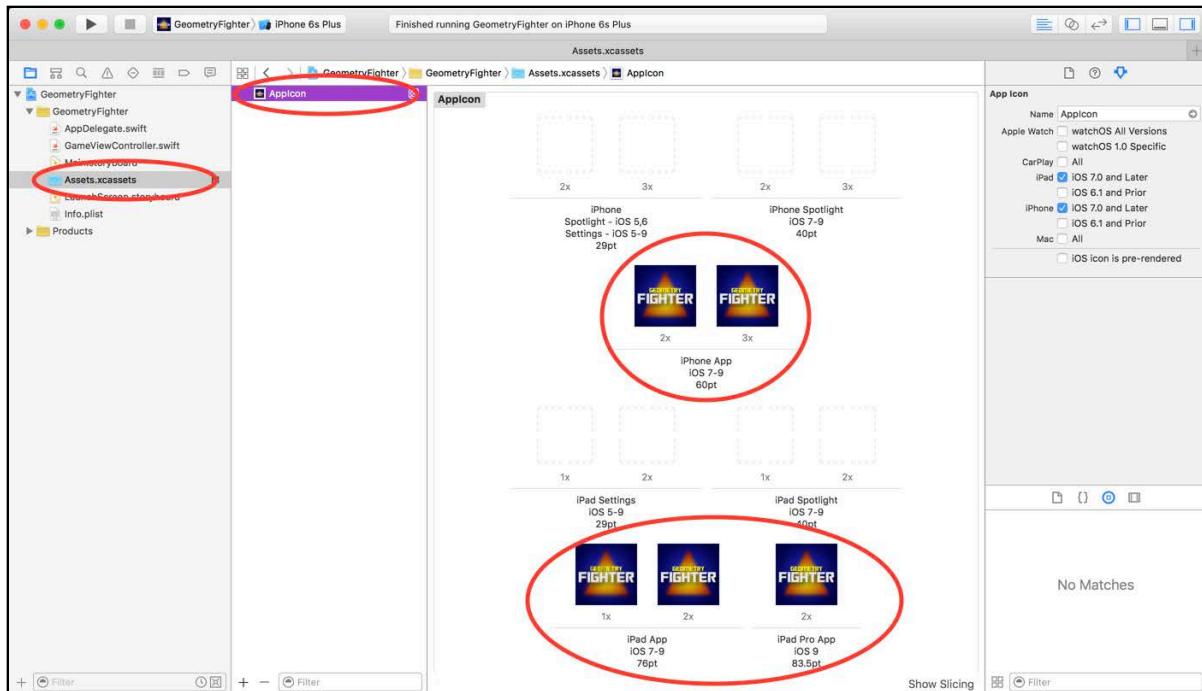 GeometryFighter
iPhone 6s Plus
Finished running GeometryFighter on iPhone 6s Plus
Assets.xcassets
GeometryFighter
GeometryFighter
Assets.xcassets
AppIcon
GeometryFighter
GeometryFighter
AppDelegate.swift
GameViewController.swift
Main.storyboard
Assets.xcassets
M
LaunchScreen.storyboard
Info.plist
Products
AppIcon
AppIcon
2x 3x 2x 3x
iPhone
Spotlight - iOS 5,6
Settings - iOS 5-9
29pt
iPhone Spotlight
iOS 7-9
40pt
GEOMETRY
FIGHTER
GEOMETRY
FIGHTER
2x 3x
iPhone App
iOS 7-9
60pt
1x 2x 1x 2x
iPad Settings
iOS 5-9
29pt
iPad Spotlight
iOS 7-9
40pt
GEOMETRY
FIGHTER
GEOMETRY
FIGHTER
GEOMETRY
FIGHTER
1x 2x 2x
iPad App
iOS 7-9
76pt
iPad Pro App
iOS 9
83.5pt
Show Slicing
App Icon
Name AppIcon
Apple Watch watchOS All Versions
watchOS 1.0 Specific
CarPlay All
iPad iOS 7.0 and Later
iOS 6.1 and Prior
iPhone iOS 7.0 and Later
iOS 6.1 and Prior
Mac All
iOS icon is pre-rendered
No Matches
Filter
Filter
Filter